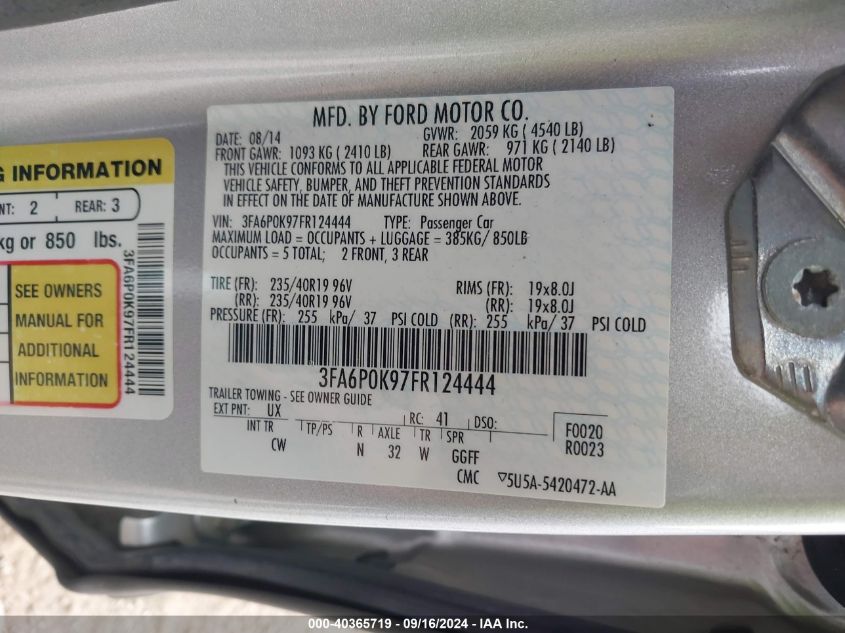 G INFORMATION
NT: 2 REAR: 3
kg or 850 lbs.
SEE OWNERS
MANUAL FOR
ADDITIONAL
INFORMATION
3FA6P0K97FR124444
MFD. BY FORD MOTOR CO.
DATE: 08/14 GVWR: 2059 KG ( 4540 LB)
FRONT GAWR: 1093 KG ( 2410 LB) REAR GAWR: 971 KG ( 2140 LB)
THIS VEHICLE CONFORMS TO ALL APPLICABLE FEDERAL MOTOR
VEHICLE SAFETY, BUMPER, AND THEFT PREVENTION STANDARDS
IN EFFECT ON THE DATE OF MANUFACTURE SHOWN ABOVE.
VIN: 3FA6P0K97FR124444 TYPE: Passenger Car
MAXIMUM LOAD = OCCUPANTS + LUGGAGE = 385KG/ 850LB
OCCUPANTS = 5 TOTAL; 2 FRONT, 3 REAR
TIRE (FR): 235/40R19 96V RIMS (FR): 19x8.0J
(RR): 235/40R19 96V (RR): 19x8.0J
PRESSURE (FR): 255 kPa/ 37 PSI COLD (RR): 255 kPa/ 37 PSI COLD
3FA6P0K97FR124444
TRAILER TOWING - SEE OWNER GUIDE
EXT PNT: UX RC: 41 DSO: F0020
INT TR TP/PS R AXLE TR SPR R0023
CW N 32 W GGFF
CMC ▽5U5A-5420472-AA
000-40365719 - 09/16/2024 - IAA Inc.